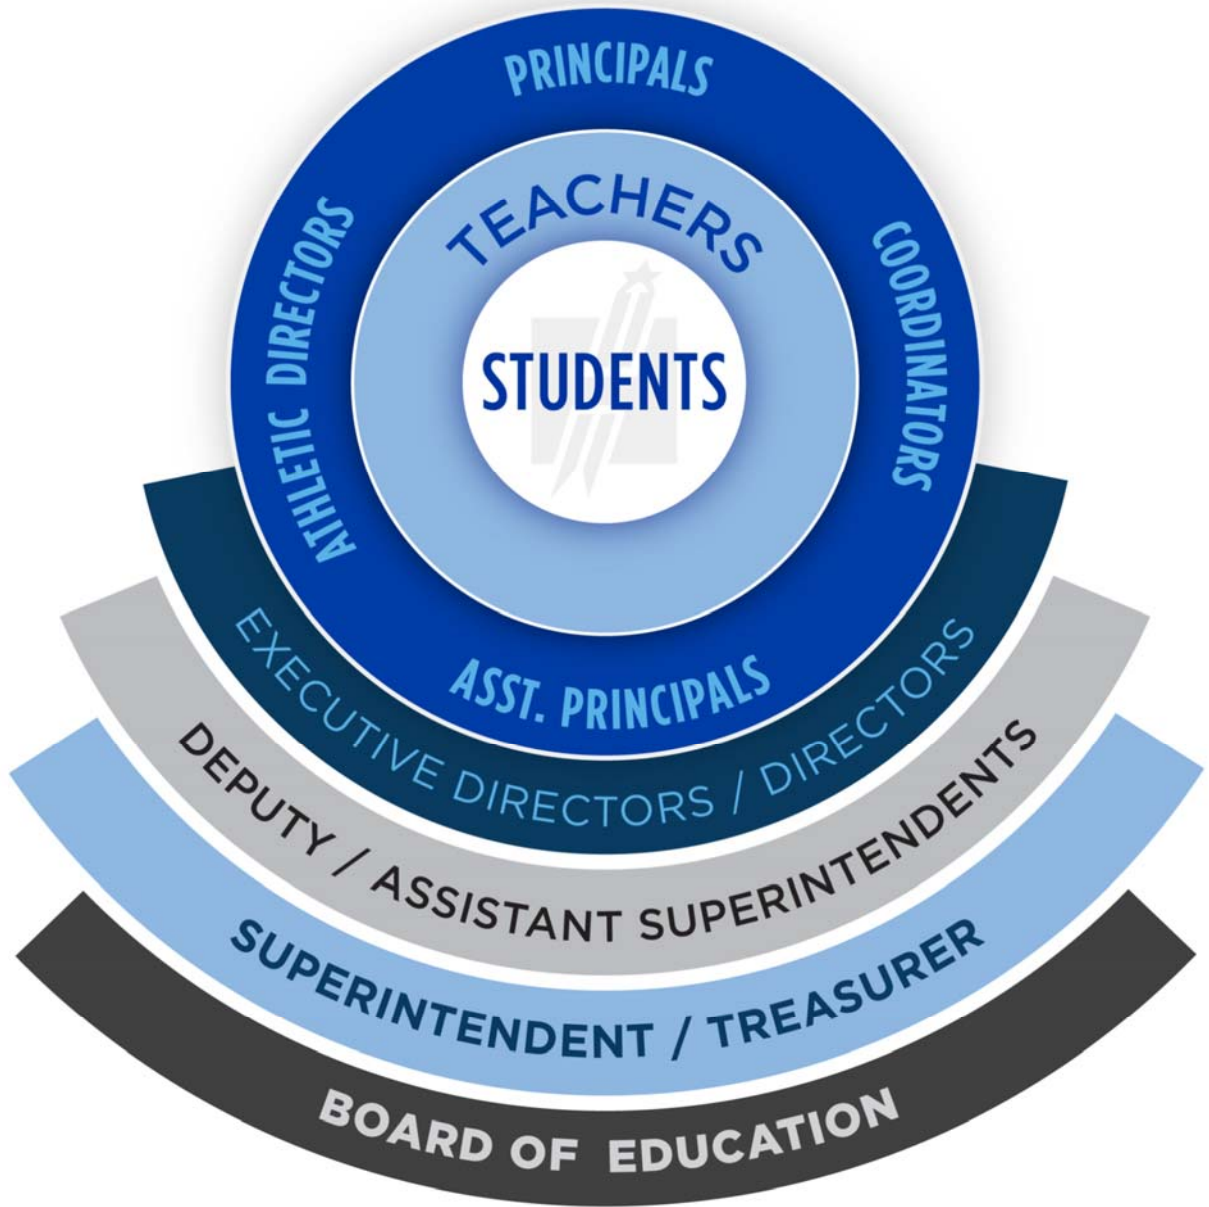 PRINCIPALS
TEACHERS
ATHLETIC DIRECTORS
COORDINATORS
STUDENTS
ASST. PRINCIPALS
EXECUTIVE DIRECTORS / DIRECTORS
DEPUTY / ASSISTANT SUPERINTENDENTS
SUPERINTENDENT / TREASURER
BOARD OF EDUCATION